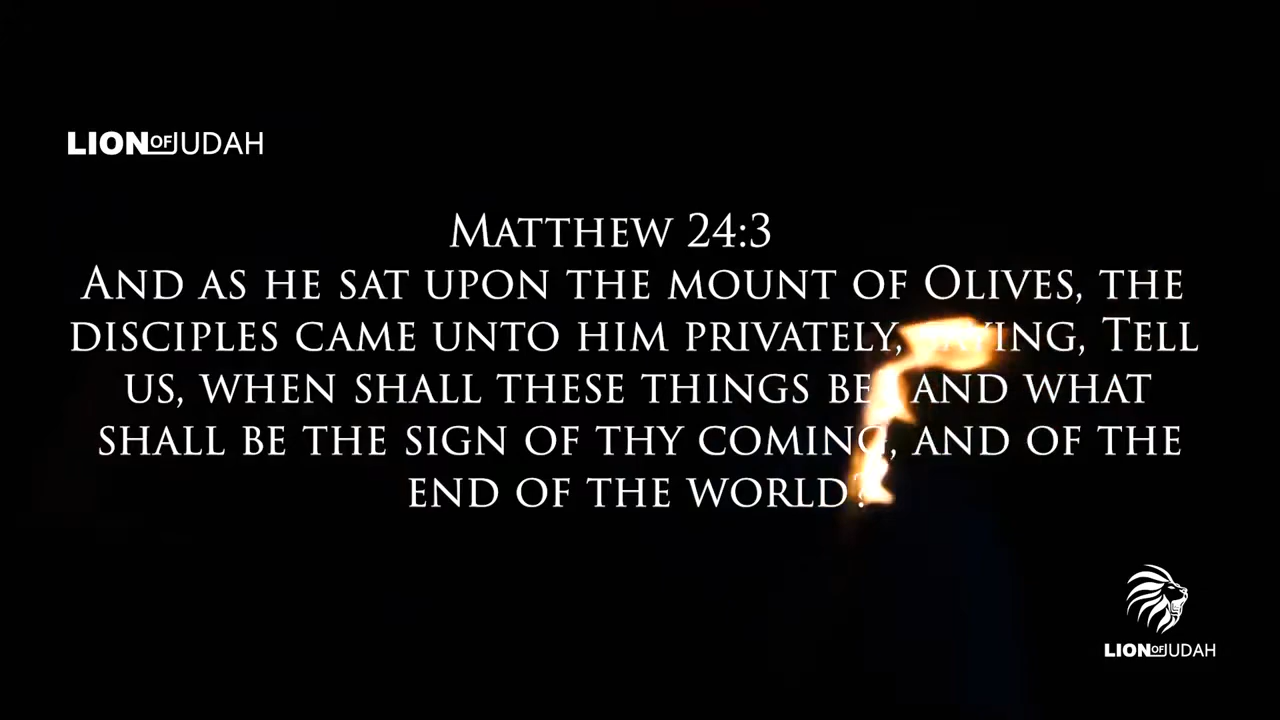 LION OF JUDAH
MATTHEW 24:3
AND AS HE SAT UPON THE MOUNT OF OLIVES, THE
DISCIPLES CAME UNTO HIM PRIVATELY, SAYING, TELL
US, WHEN SHALL THESE THINGS BE? AND WHAT
SHALL BE THE SIGN OF THY COMING, AND OF THE
END OF THE WORLD?
LION OF JUDAH